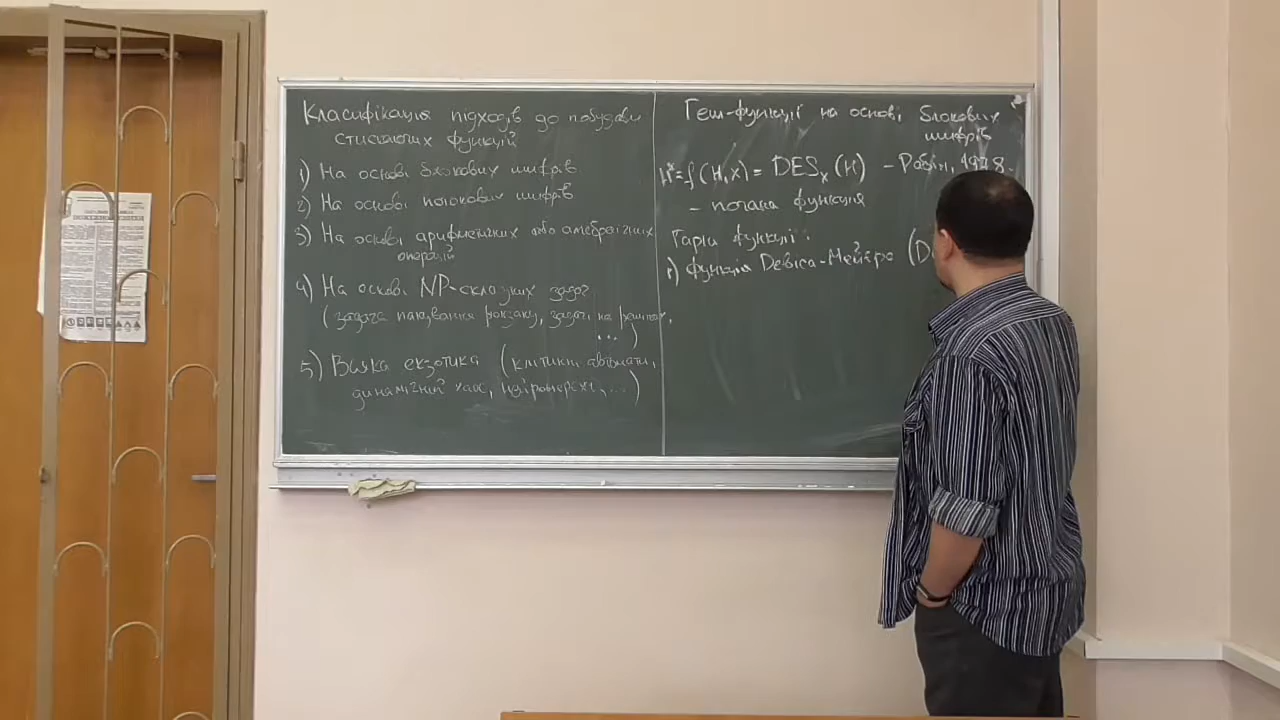 Класифікація підходів до побудови
стискаючих функцій
1) На основі блокових шифрів
2) На основі потокових шифрів
3) На основі арифметичних або алгебраїчних
операцій
4) На основі NP-складних задач
(задача пакування рюкзаку, задачі на решітках,
...)
5) Всяка екзотика (клітинкові автомати,
динамічний хаос, нейромережі, ...)
Геш-функції на основі блокових
шифрів
H*=f(H,x) = DESₓ(H) – Рабін, 1978.
– погана функція
Гарні функції:
1) функція Девіса-Мейєра (D